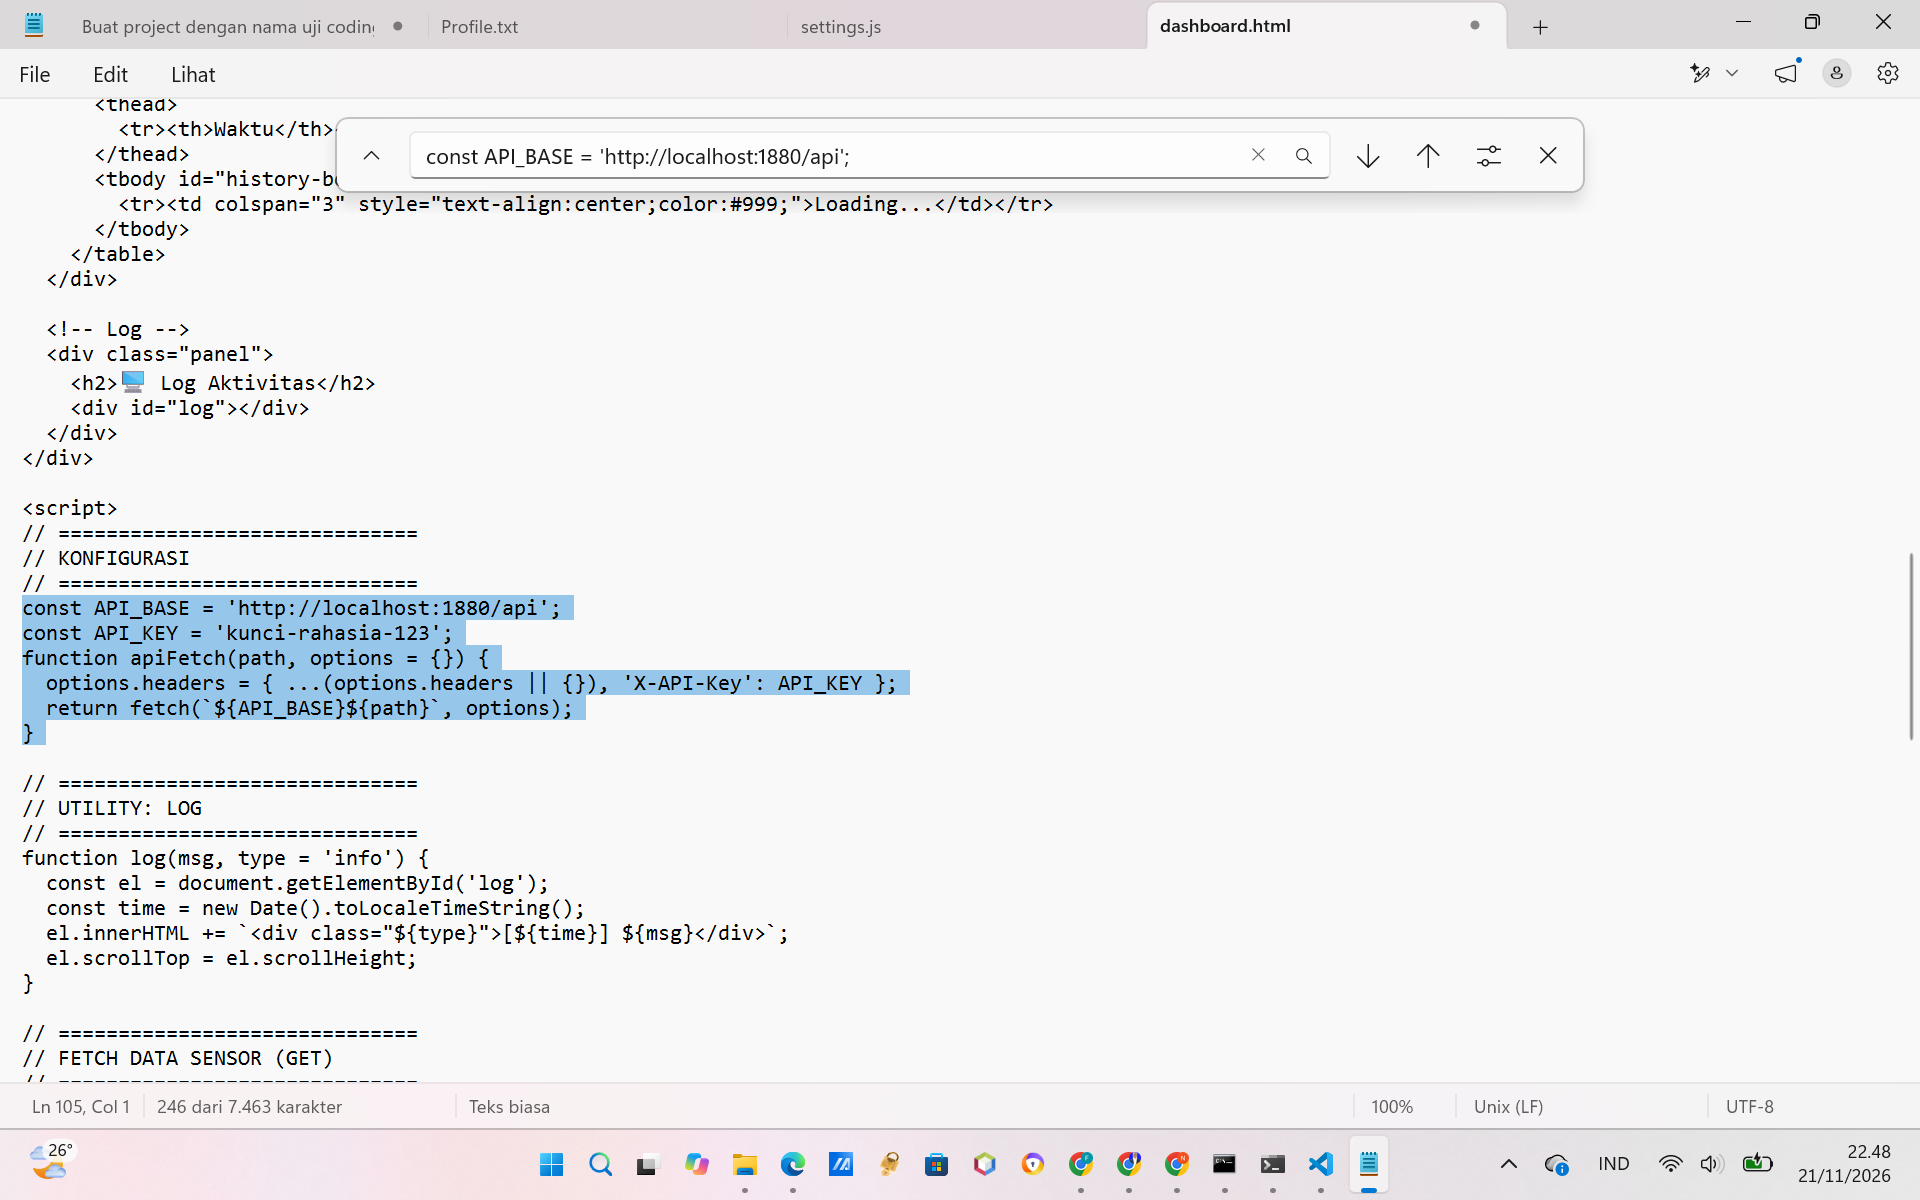 Buat project dengan nama uji coding
Profile.txt
settings.js
dashboard.html
File
Edit
Lihat
<thead>
<tr><th>Waktu</th>
</thead>
<tbody id="history-b
<tr><td colspan="3" style="text-align:center;color:#999;">Loading...</td></tr>
</tbody>
</table>
</div>
const API_BASE = 'http://localhost:1880/api';
<!-- Log -->
<div class="panel">
<h2>🖥️ Log Aktivitas</h2>
<div id="log"></div>
</div>
</div>
<script>
// ==============================
// KONFIGURASI
// ==============================
const API_BASE = 'http://localhost:1880/api';
const API_KEY = 'kunci-rahasia-123';
function apiFetch(path, options = {}) {
options.headers = { ...(options.headers || {}), 'X-API-Key': API_KEY };
return fetch(`${API_BASE}${path}`, options);
}
// ==============================
// UTILITY: LOG
// ==============================
function log(msg, type = 'info') {
const el = document.getElementById('log');
const time = new Date().toLocaleTimeString();
el.innerHTML += `<div class="${type}">[${time}] ${msg}</div>`;
el.scrollTop = el.scrollHeight;
}
// ==============================
// FETCH DATA SENSOR (GET)
// ==============================
Ln 105, Col 1
246 dari 7.463 karakter
Teks biasa
100%
Unix (LF)
UTF-8
26°
IND
22.48
21/11/2026